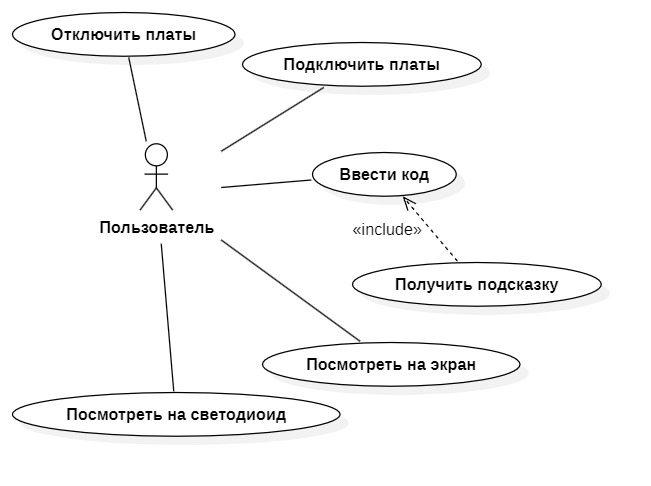 Отключить платы
Подключить платы
Ввести код
Пользователь
«include»
Получить подсказку
Посмотреть на экран
Посмотреть на светодиоид